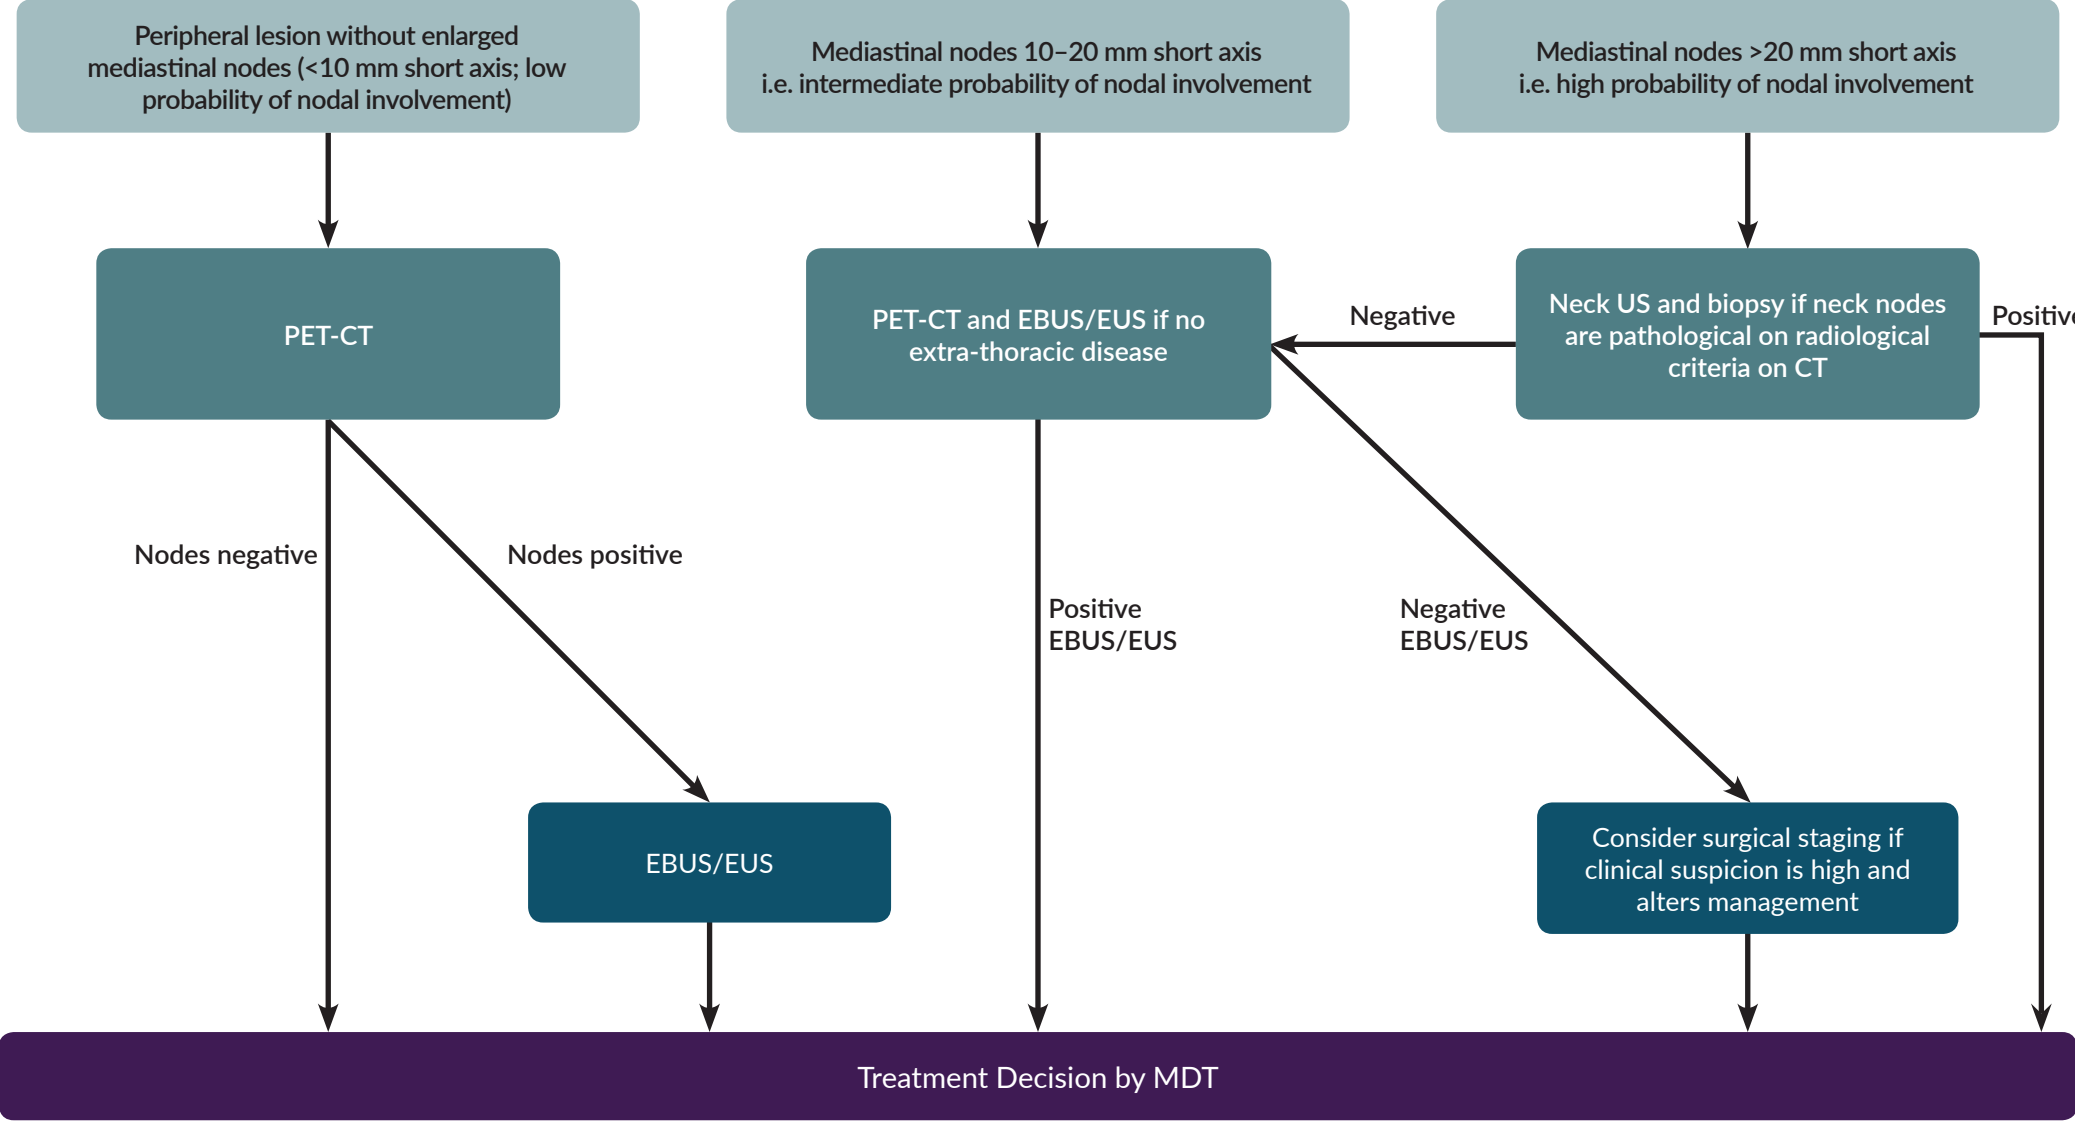 Peripheral lesion without enlarged
mediastinal nodes (<10 mm short axis; low
probability of nodal involvement)
Mediastinal nodes 10–20 mm short axis
i.e. intermediate probability of nodal involvement
Mediastinal nodes >20 mm short axis
i.e. high probability of nodal involvement
PET-CT
PET-CT and EBUS/EUS if no
extra-thoracic disease
Negative
Neck US and biopsy if neck nodes
are pathological on radiological
criteria on CT
Positive
Nodes negative
Nodes positive
Positive
EBUS/EUS
Negative
EBUS/EUS
EBUS/EUS
Consider surgical staging if
clinical suspicion is high and
alters management
Treatment Decision by MDT